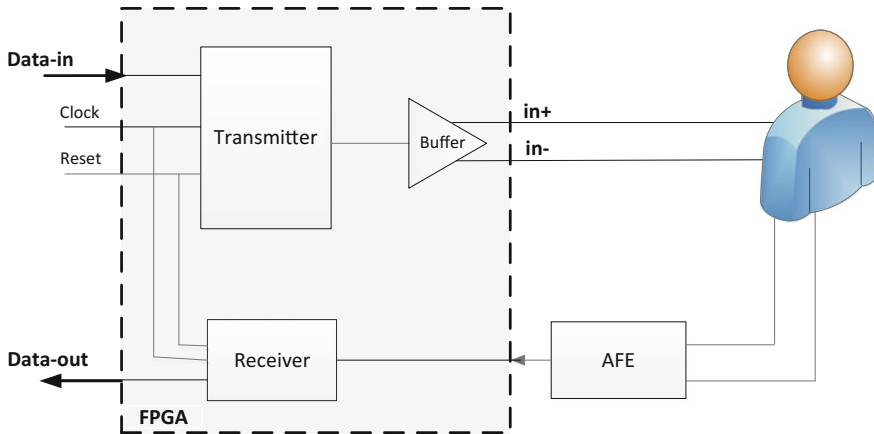 Data-in
Clock
Reset
Transmitter
Buffer
in+
in-
Data-out
Receiver
AFE
FPGA